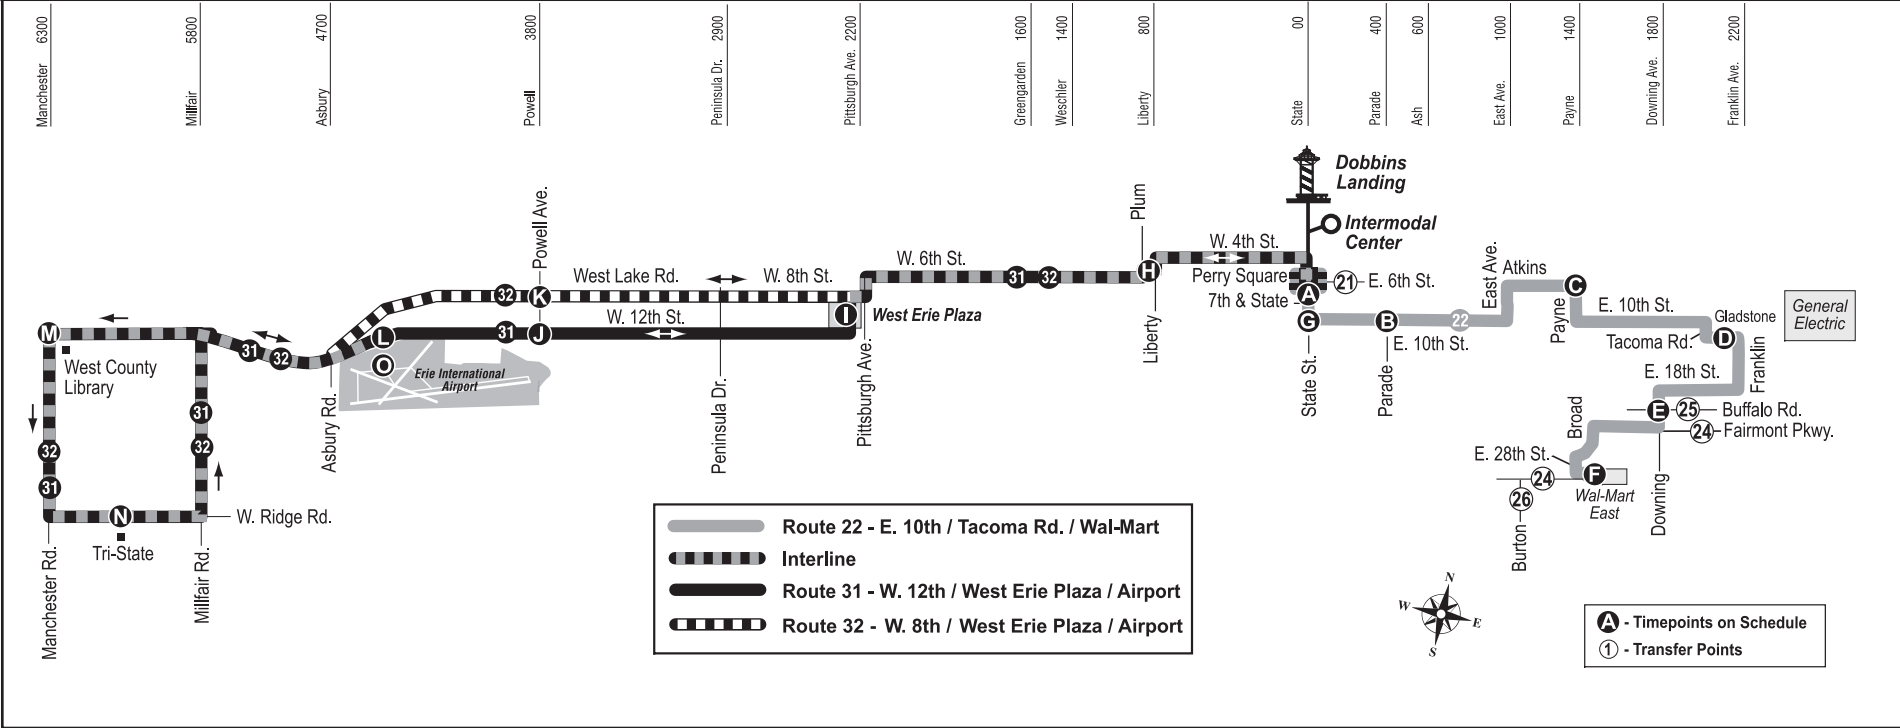 Manchester 6300
Millfair 5800
Asbury 4700
Powell 3800
Peninsula Dr. 2900
Pittsburgh Ave. 2200
Greengarden 1600
Weschler 1400
Liberty 800
State 00
Parade 400
Ash 600
East Ave. 1000
Payne 1400
Downing Ave. 1800
Franklin Ave. 2200
Dobbins
Landing
Intermodal
Center
Plum
Powell Ave.
W. 4th St.
W. 6th St.
West Lake Rd.
W. 8th St.
W. 12th St.
Perry Square
7th & State
21
E. 6th St.
East Ave.
Atkins
Payne
E. 10th St.
Gladstone
General
Electric
Tacoma Rd.
Franklin
E. 18th St.
31
32
H
A
G
B
22
C
D
E. 10th St.
32
K
I
West Erie Plaza
31
J
L
O
Erie International
Airport
M
West County
Library
31
32
31
32
32
31
N
Tri-State
W. Ridge Rd.
Manchester Rd.
Millfair Rd.
Asbury Rd.
Peninsula Dr.
Pittsburgh Ave.
Liberty
State St.
Parade
Broad
E
25
Buffalo Rd.
24
Fairmont Pkwy.
E. 28th St.
24
F
26
Wal-Mart
East
Burton
Downing
Route 22 - E. 10th / Tacoma Rd. / Wal-Mart
Interline
Route 31 - W. 12th / West Erie Plaza / Airport
Route 32 - W. 8th / West Erie Plaza / Airport
N
W
E
S
A - Timepoints on Schedule
1 - Transfer Points